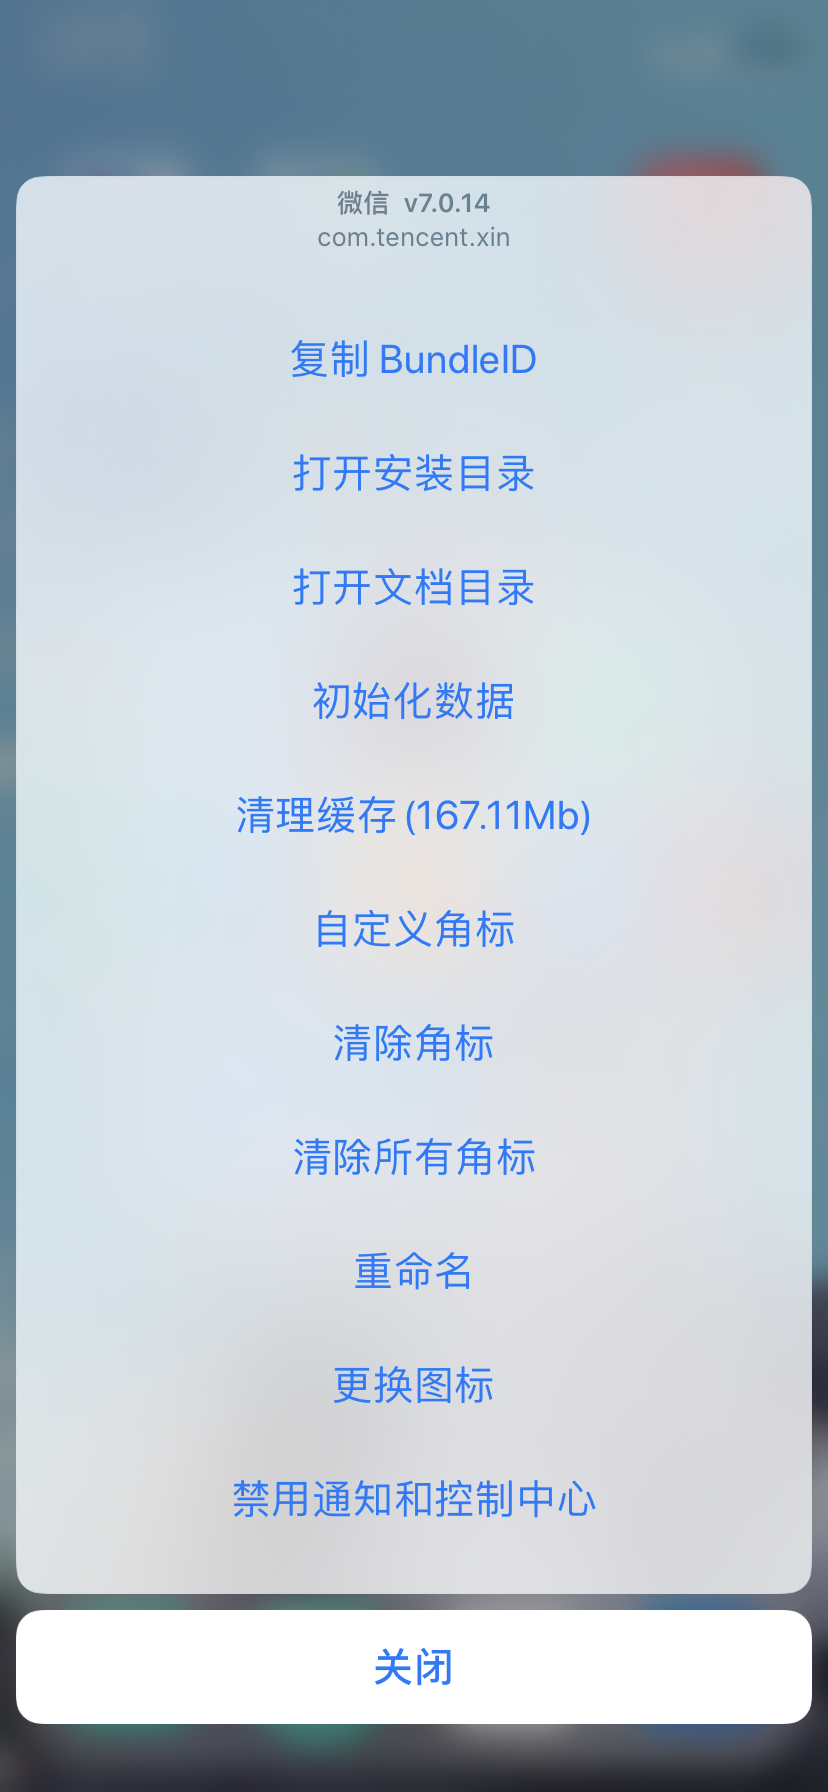 微信 v7.0.14
com.tencent.xin
复制 BundleID
打开安装目录
打开文档目录
初始化数据
清理缓存 (167.11Mb)
自定义角标
清除角标
清除所有角标
重命名
更换图标
禁用通知和控制中心
关闭